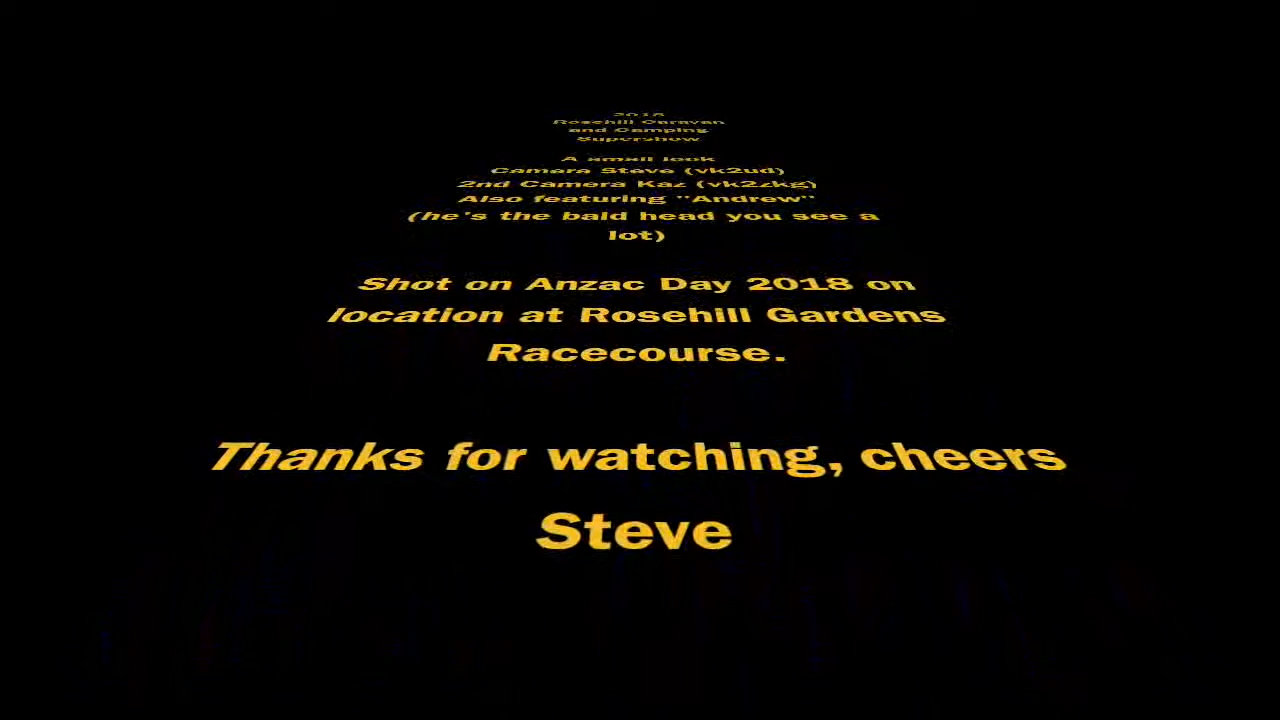 2018
Rosehill Caravan
and Camping
Supershow
A small look
Camera Steve (vk2ud)
2nd Camera Kaz (vk2zkg)
Also featuring "Andrew"
(he's the bald head you see a
lot)
Shot on Anzac Day 2018 on
location at Rosehill Gardens
Racecourse.
Thanks for watching, cheers
Steve